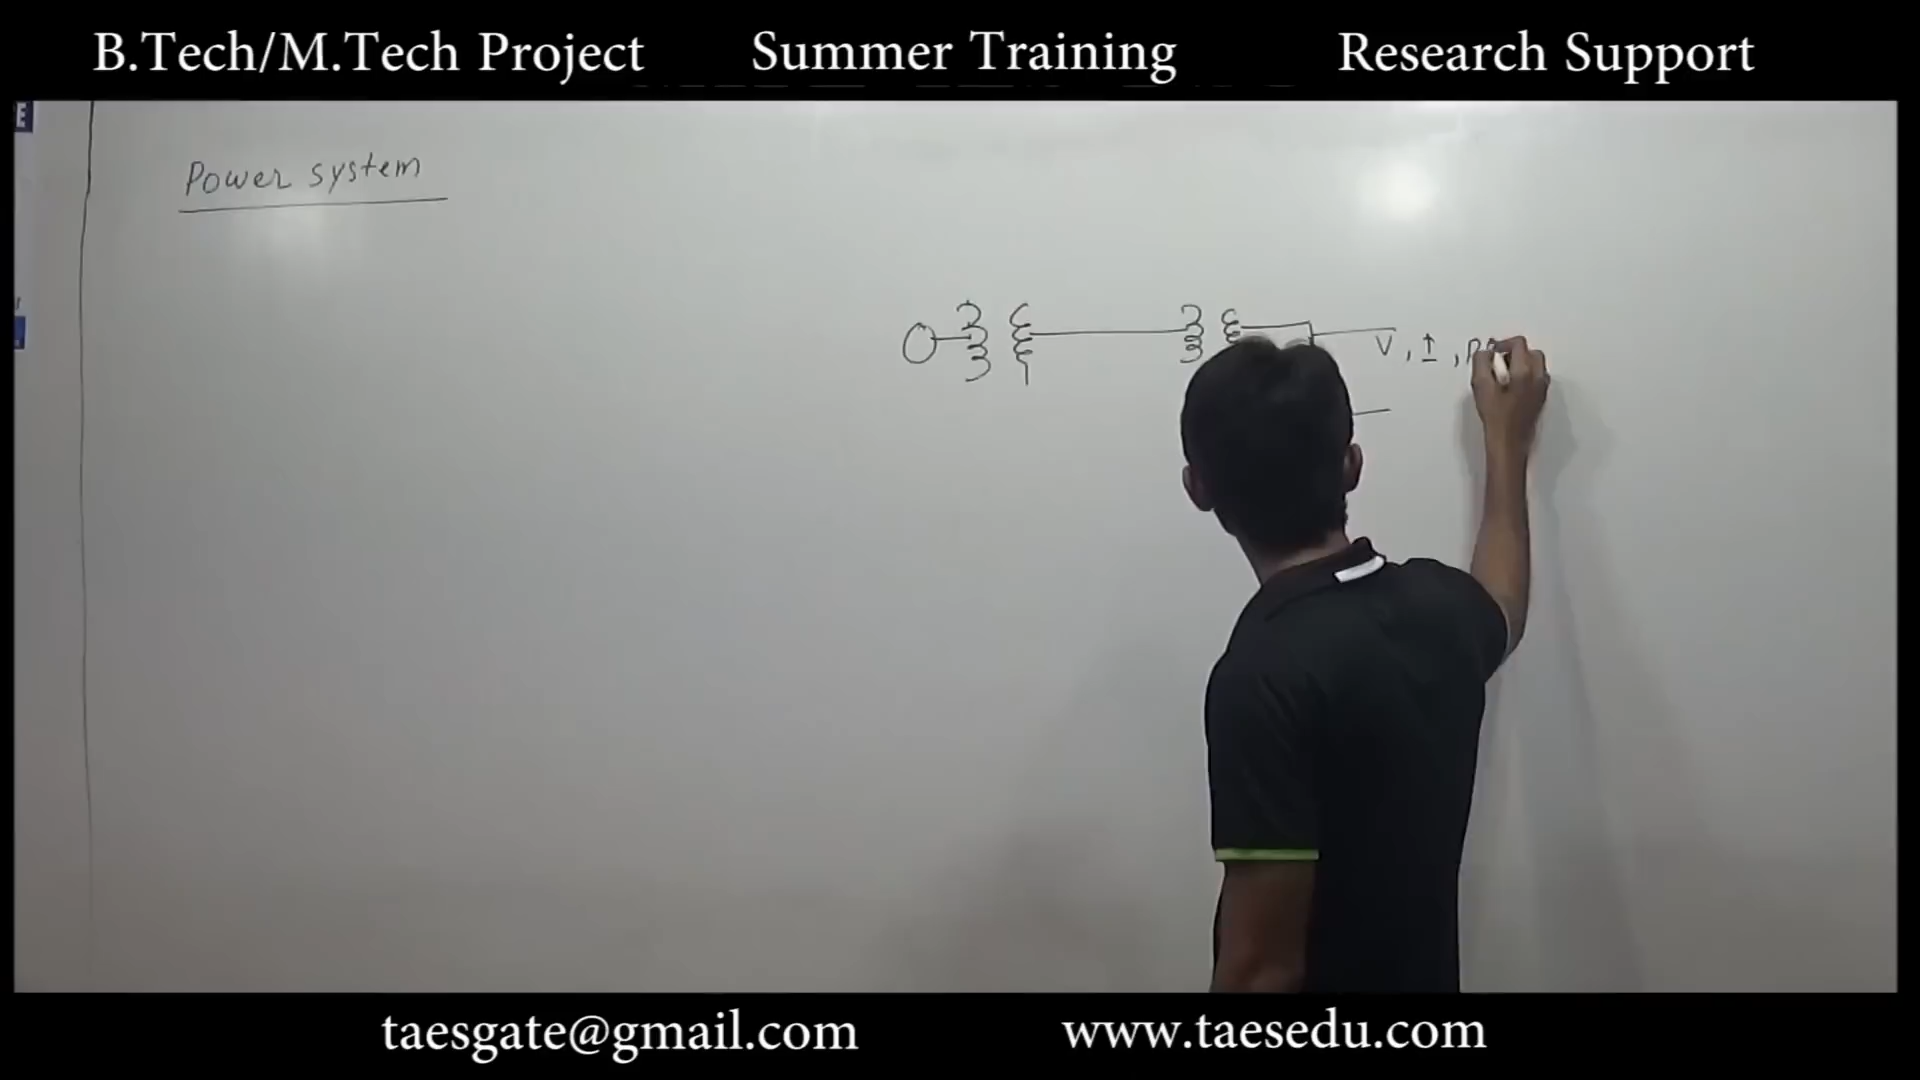 B.Tech/M.Tech Project Summer Training Research Support
E
Power system
V, I,
taesgate@gmail.com www.taesedu.com